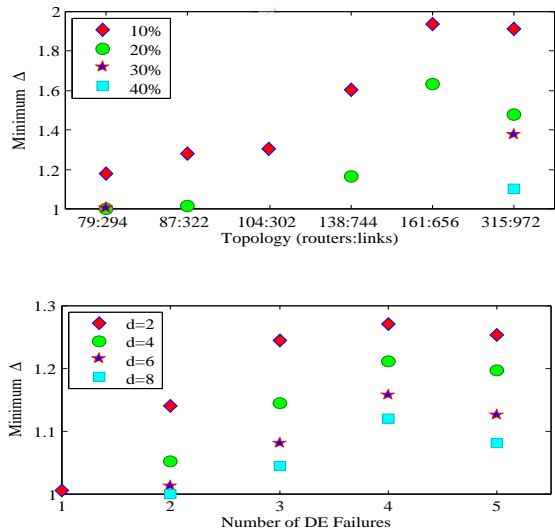 2
1.8
1.6
1.4
1.2
1
Minimum Δ
10%
20%
30%
40%
79:294 87:322 104:302 138:744 161:656 315:972
Topology (routers:links)
1.3
1.2
1.1
1
Minimum Δ
d=2
d=4
d=6
d=8
1 2 3 4 5
Number of DE Failures